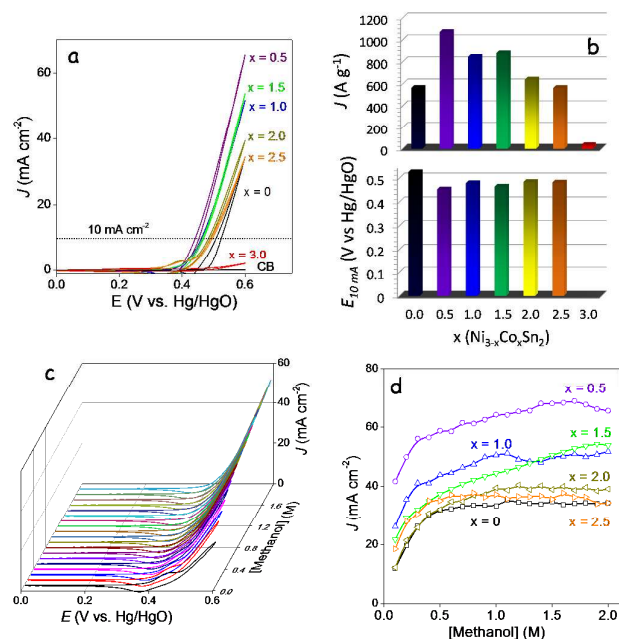 a
60
40
20
0
J (mA cm-2)
x = 0.5
x = 1.5
x = 1.0
x = 2.0
x = 2.5
x = 0
10 mA cm-2
x = 3.0
CB
0.0 0.2 0.4 0.6
E (V vs. Hg/HgO)
b
1200
1000
800
600
400
200
0
J (A g-1)
0.5
0.4
0.3
0.2
0.1
0
E10 mA (V vs Hg/HgO)
0.0 0.5 1.0 1.5 2.0 2.5 3.0
x (Ni3-xCoxSn2)
c
60
40
20
0
J (mA cm-2)
1.6
1.2
0.8
0.4
0.0
[Methanol] (M)
0.0 0.2 0.4 0.6
E (V vs. Hg/HgO)
d
80
60
40
20
0
J (mA cm-2)
x = 0.5
x = 1.5
x = 1.0
x = 2.0
x = 0
x = 2.5
0.0 0.5 1.0 1.5 2.0
[Methanol] (M)